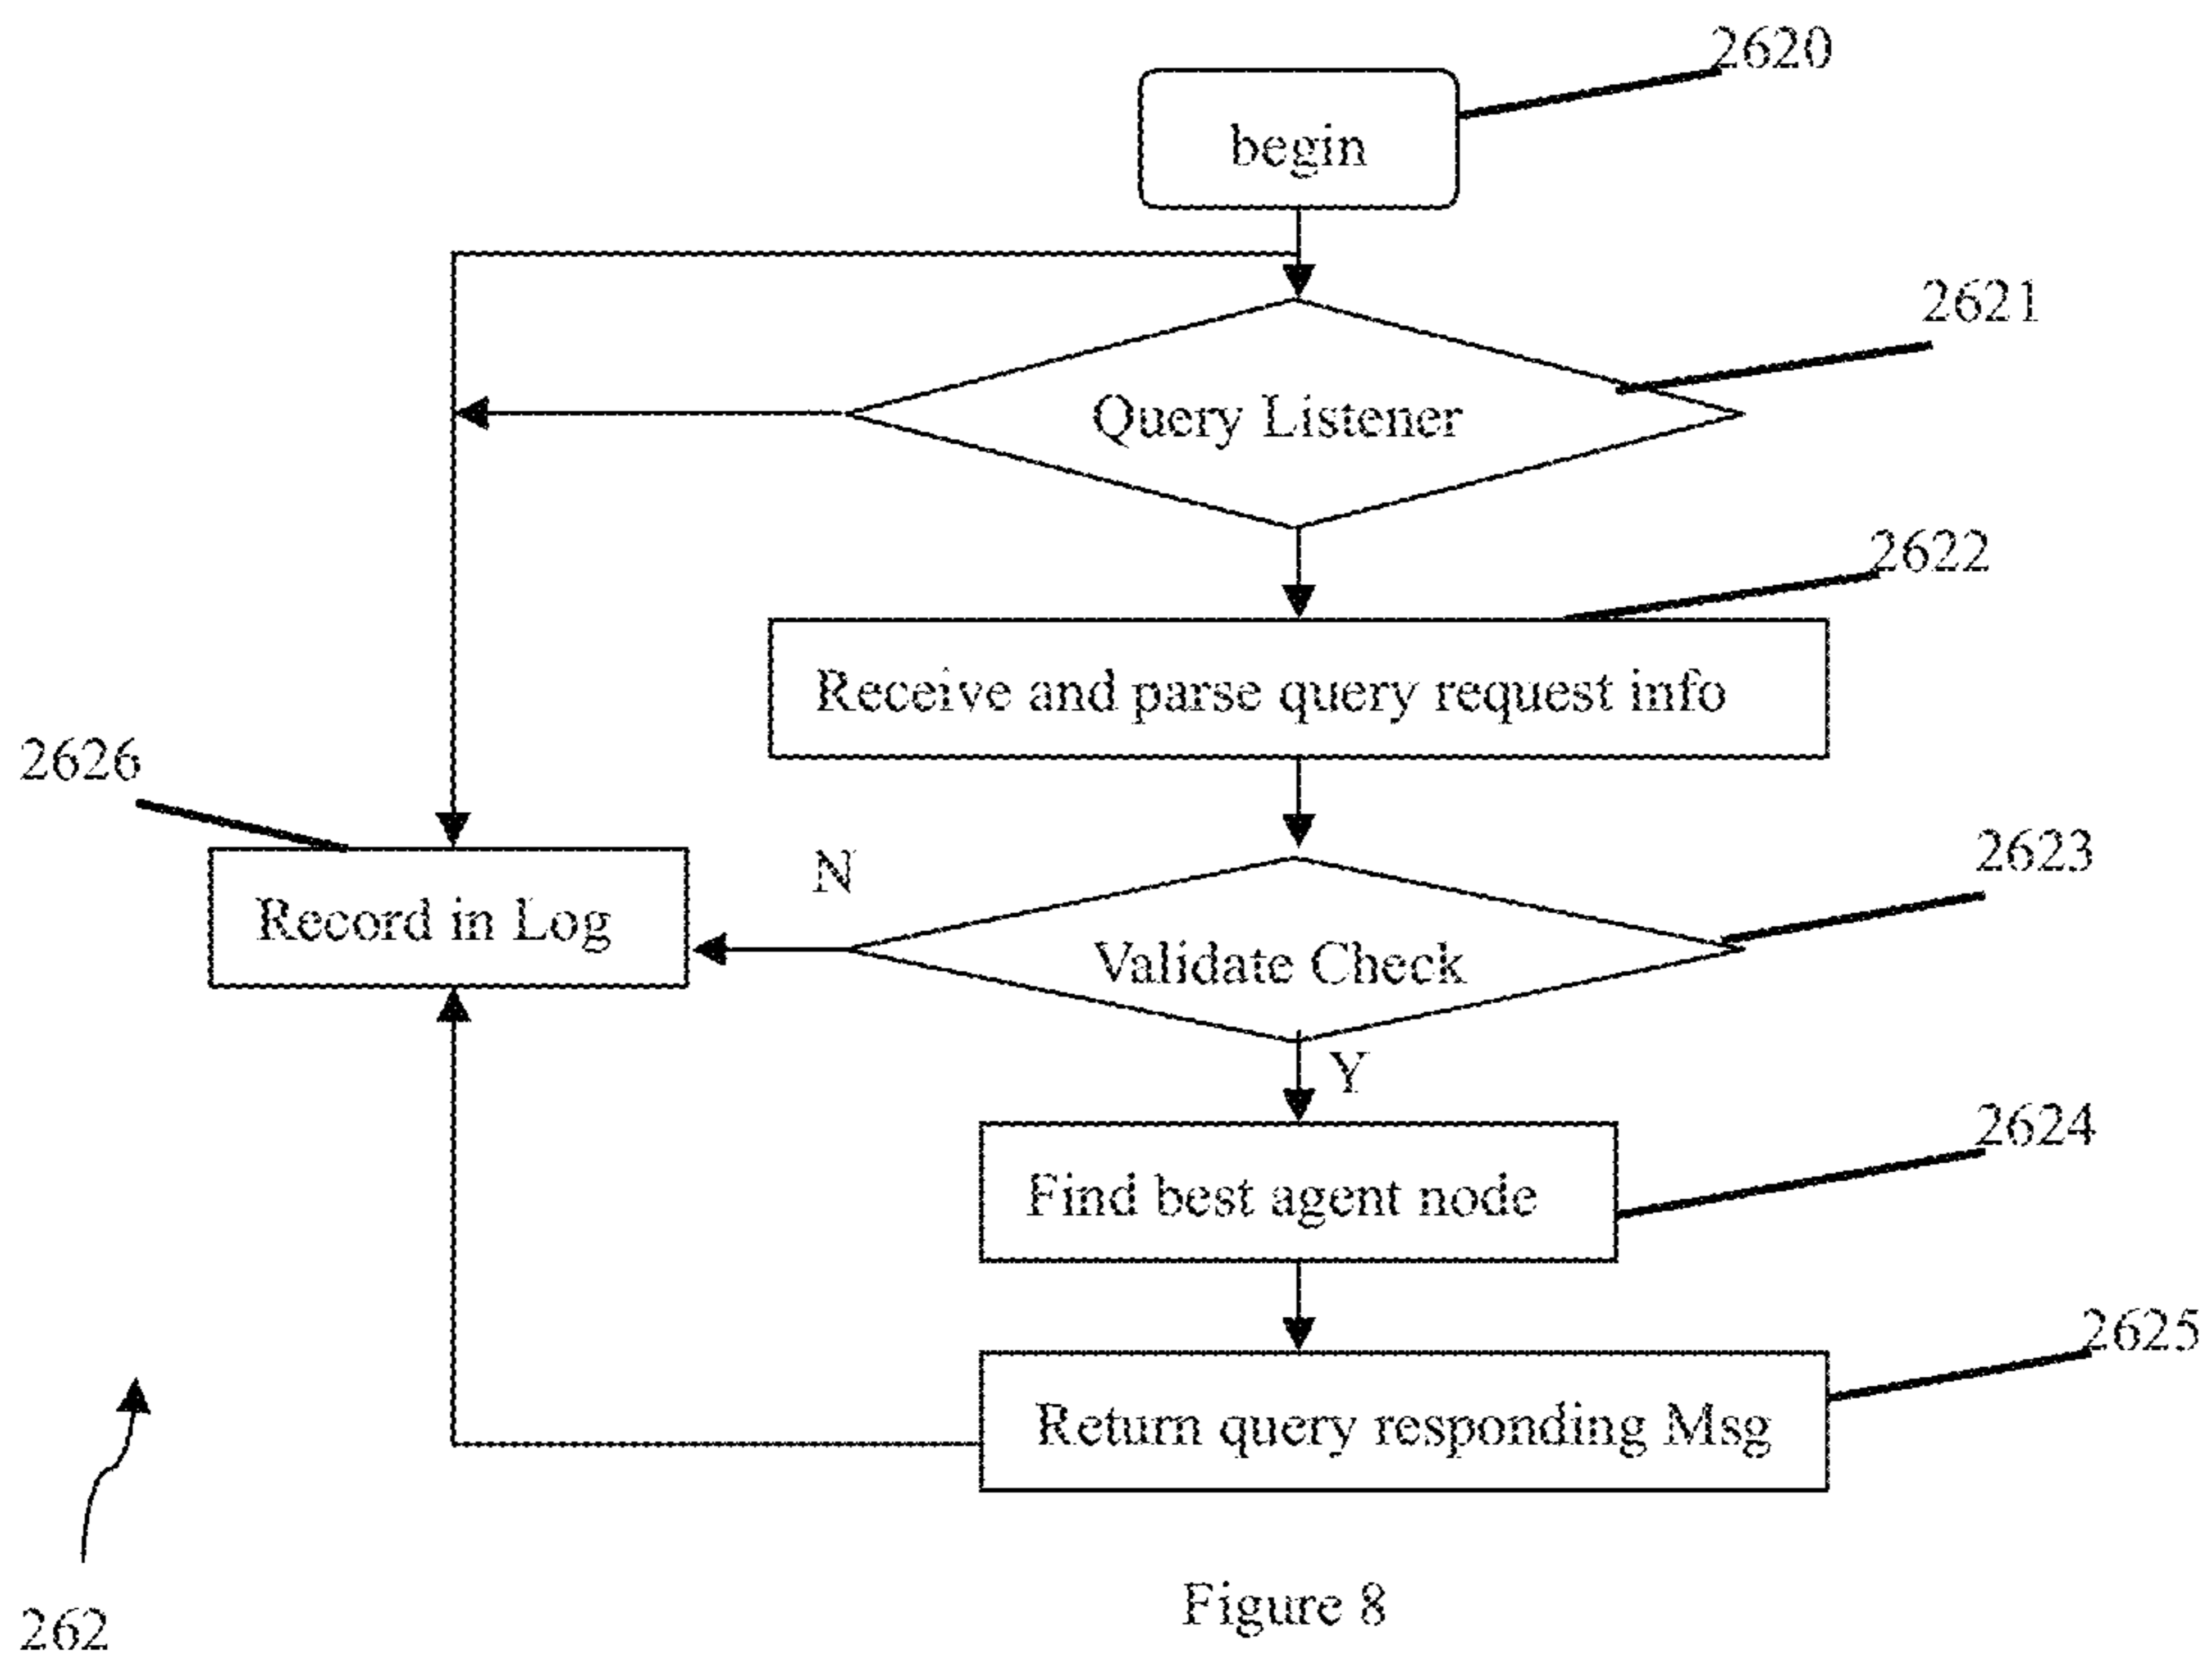 2620
begin
2621
Query Listener
2622
Receive and parse query request info
2626
N
2623
Record in Log
Validate Check
Y
2624
Find best agent node
2625
Return query responding Msg
Figure 8
262